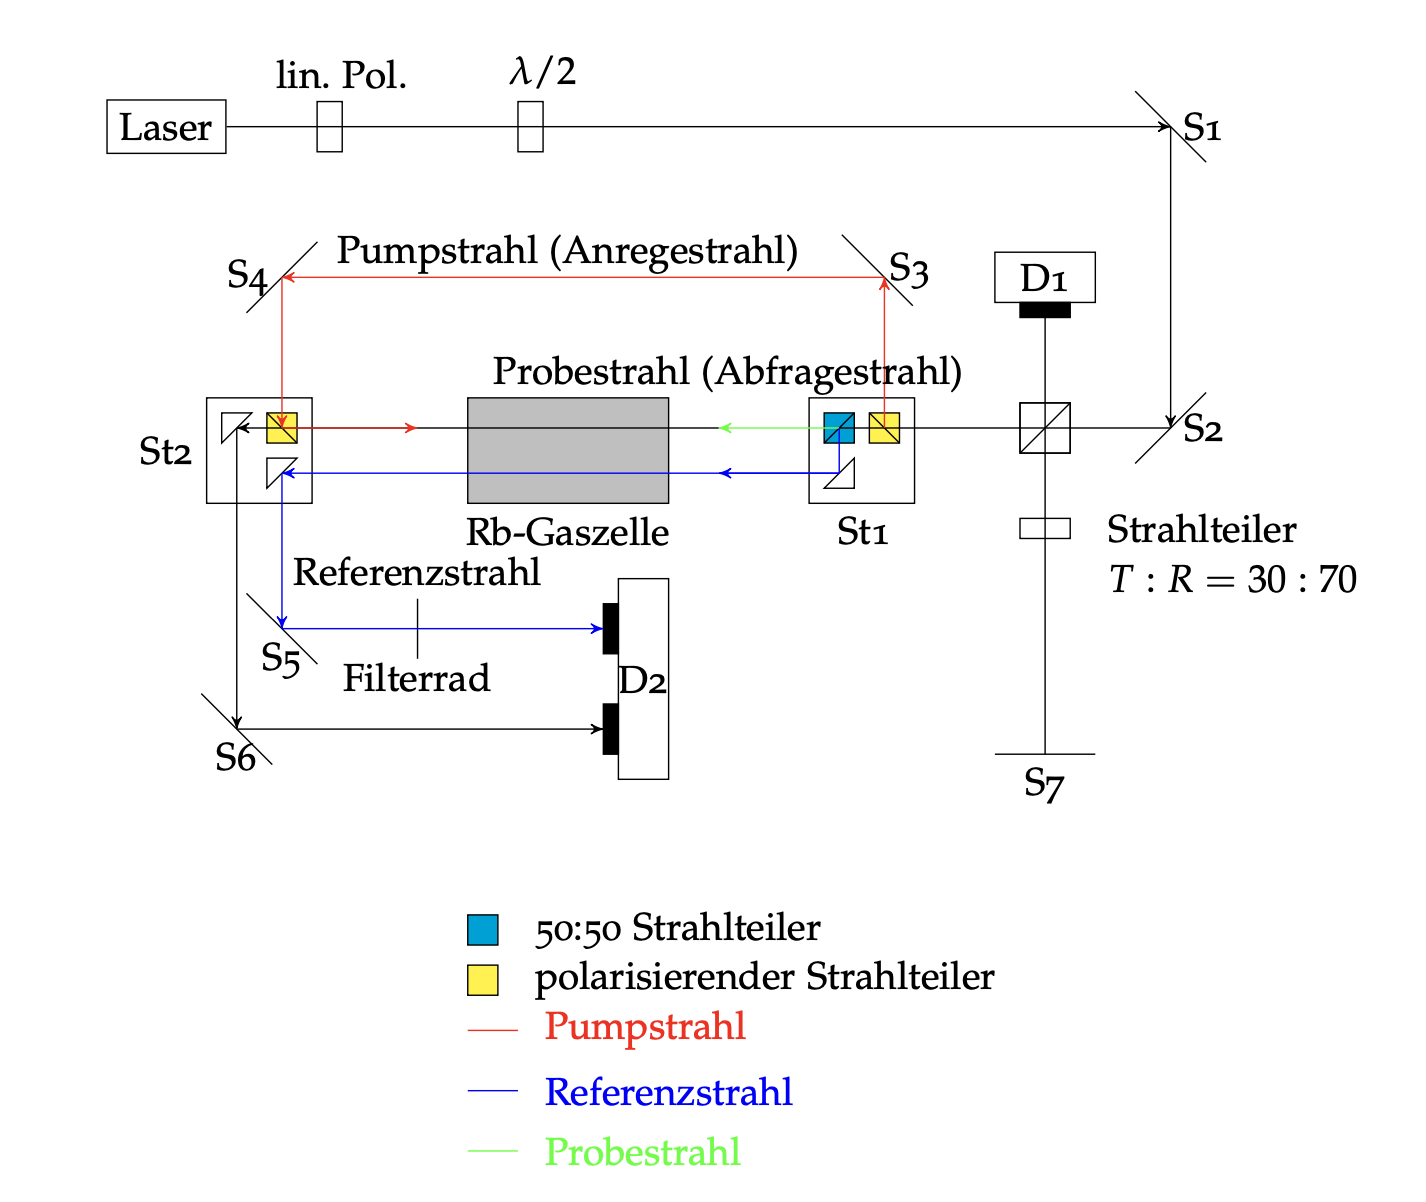 lin. Pol.
λ/2
Laser
S1
Pumpstrahl (Anregestrahl)
S4
S3
D1
Probestrahl (Abfragestrahl)
S2
St2
Rb-Gaszelle
St1
Strahlteiler
T : R = 30 : 70
Referenzstrahl
S5
Filterrad
D2
S6
S7
50:50 Strahlteiler
polarisierender Strahlteiler
Pumpstrahl
Referenzstrahl
Probestrahl